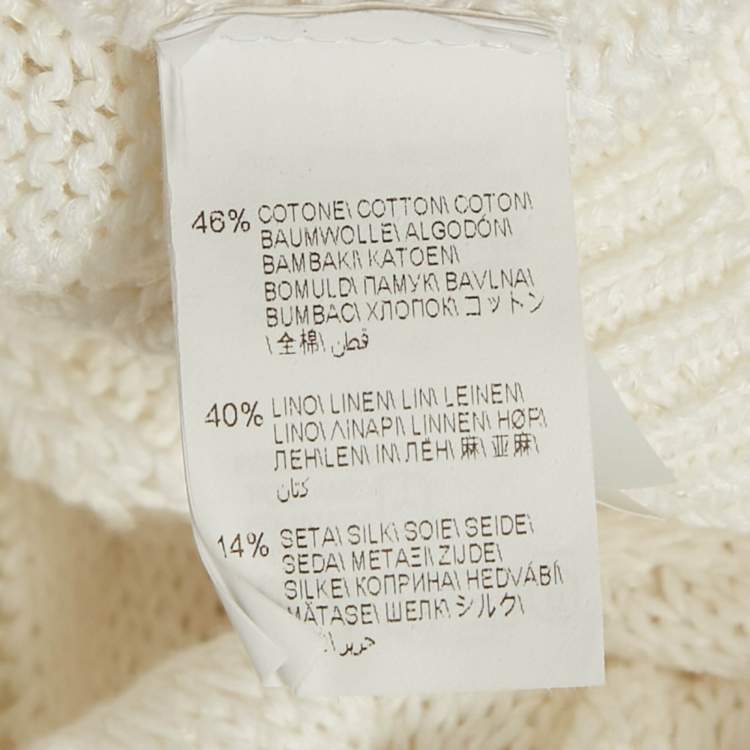 46% COTONE\ COTTON\ COTON\
BAUMWOLLE\ ALGODÓN\
BAMBAKI\ KATOEN\
BOMULD\ ПАМУК\ BAVLNA\
BUMBAC\ ХЛОПОК\ コットン
\ 全棉\ قطن
40% LINO\ LINEN\ LIN\ LEINEN\
LINO\ ΛΙΝΑΡΙ\ LINNEN\ HØR\
ЛЕН\ LEN\ IN\ ЛЁН\ 麻\ 亚麻\
كتان
14% SETA\ SILK\ SOIE\ SEIDE\
SEDA\ ΜΕΤΑΞΙ\ ZIJDE\
SILKE\ КОПРИНА\ HEDVÁBÍ\
MĂTASE\ ШЕЛК\ シルク\
\ حرير